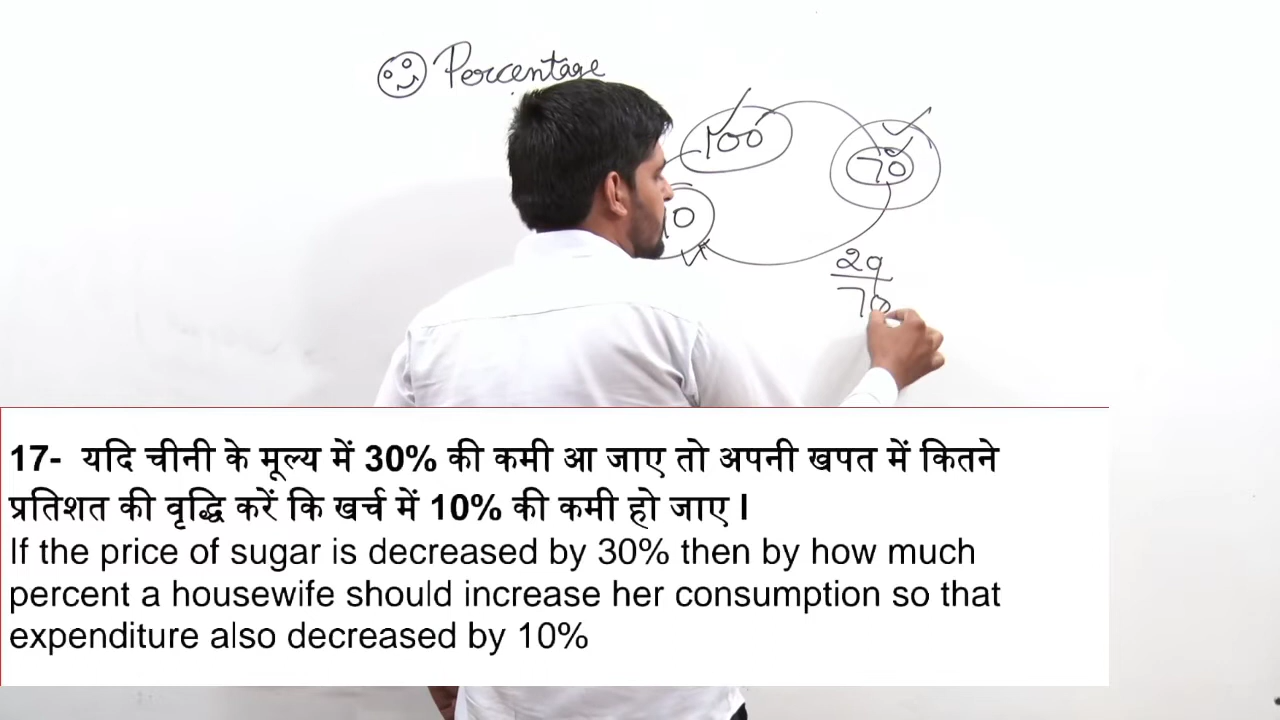 Percentage
100
70
20
70
17- यदि चीनी के मूल्य में 30% की कमी आ जाए तो अपनी खपत में कितने
प्रतिशत की वृद्धि करें कि खर्च में 10% की कमी हो जाए I
If the price of sugar is decreased by 30% then by how much
percent a housewife should increase her consumption so that
expenditure also decreased by 10%